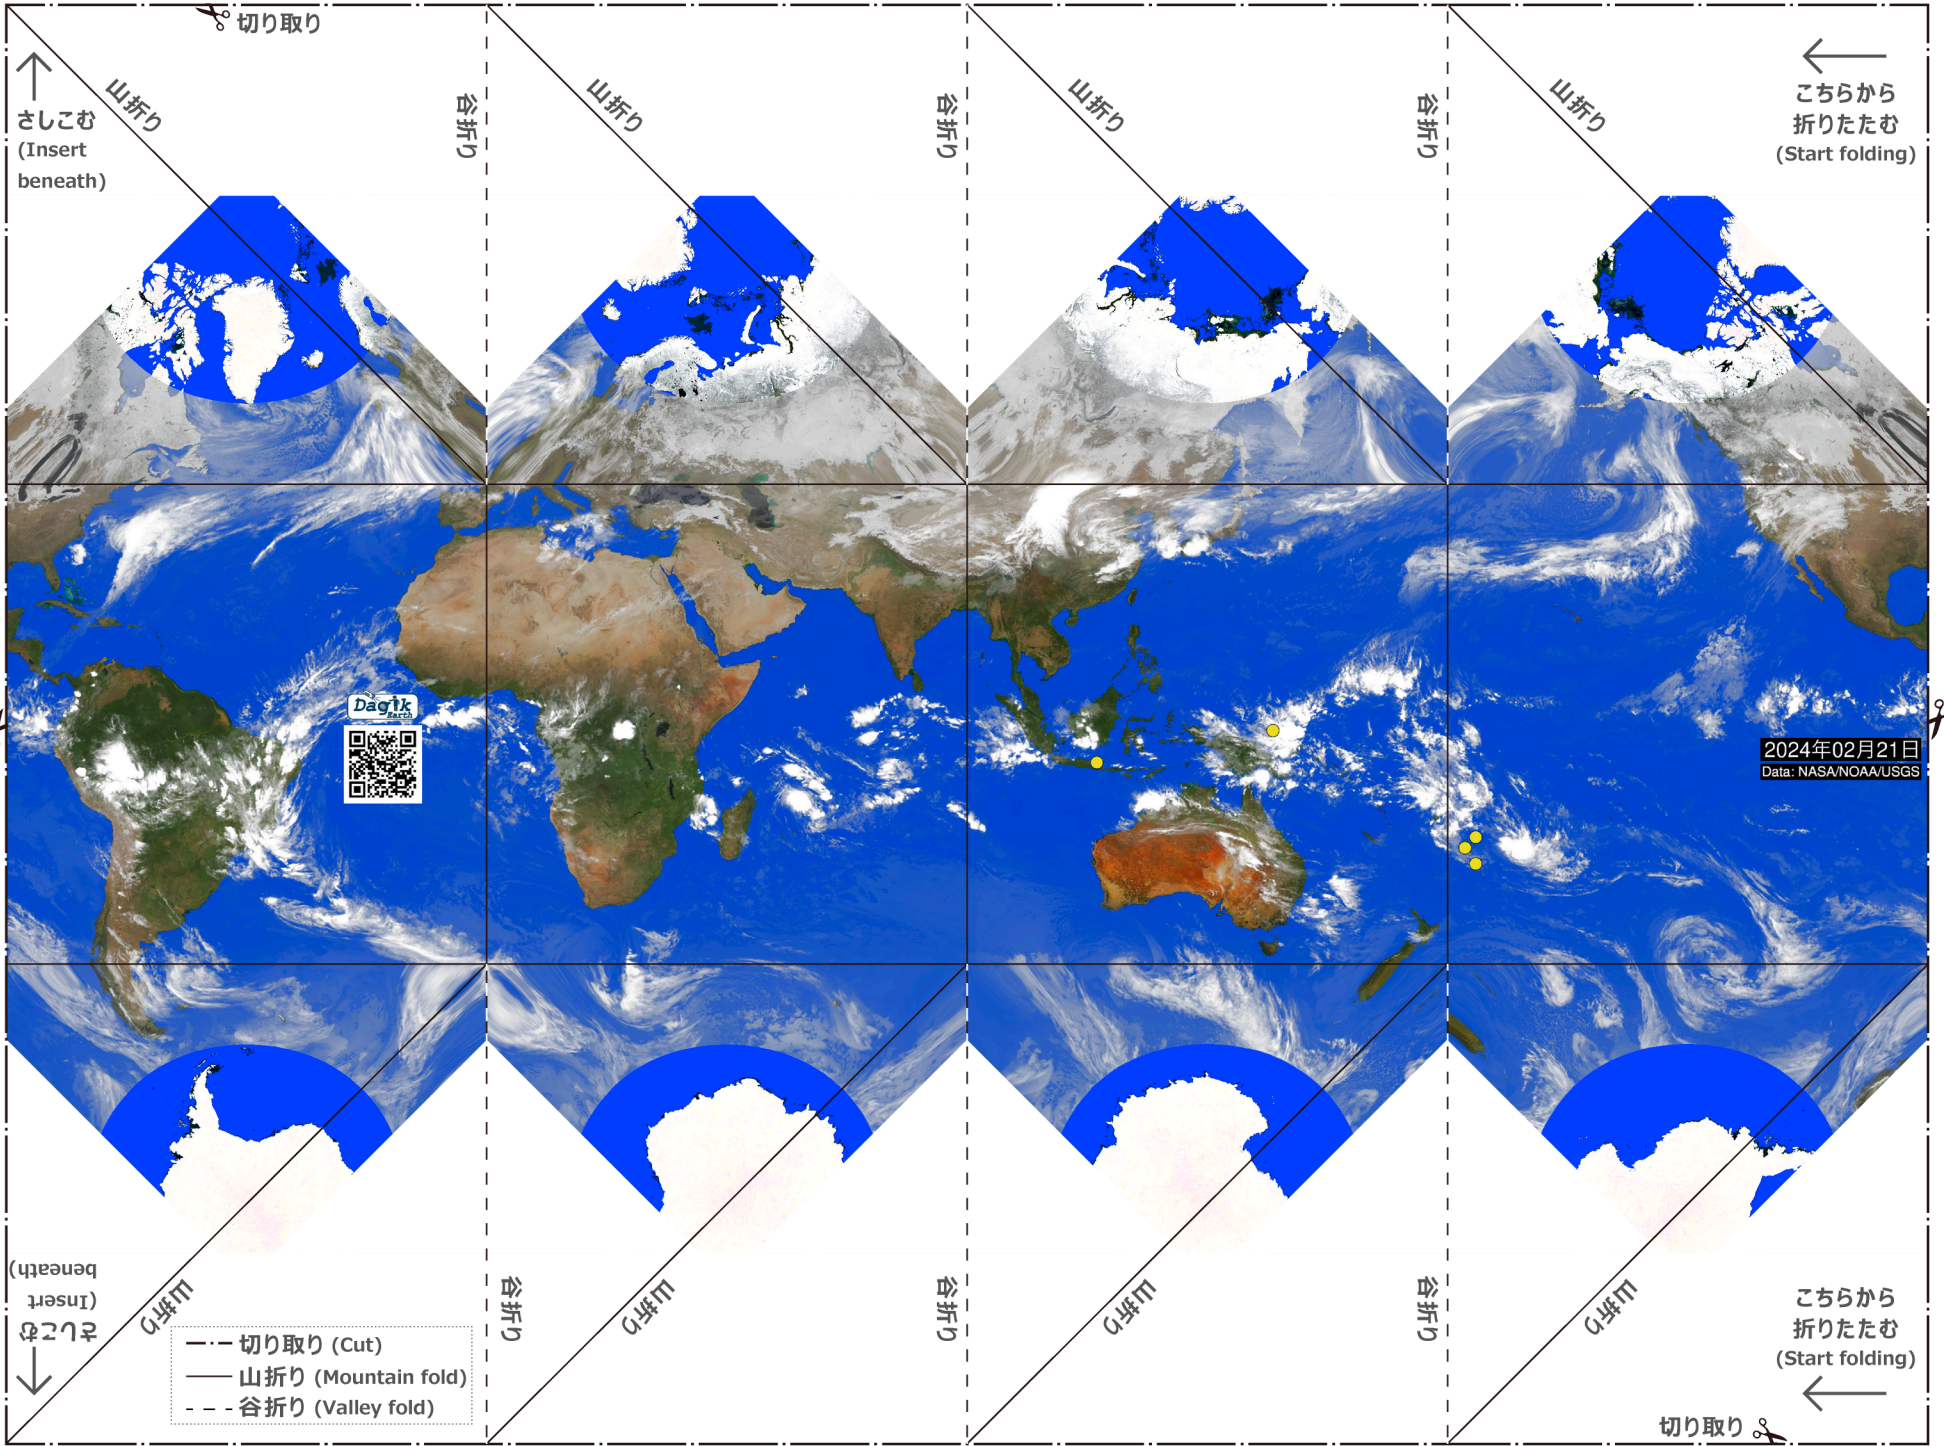 切り取り
山折り
谷折り
山折り
谷折り
山折り
谷折り
山折り
さしこむ
(Insert
beneath)
こちらから
折りたたむ
(Start folding)
Dagik
Earth
2024年02月21日
Data: NASA/NOAA/USGS
さしこむ
(Insert
beneath)
山折り
谷折り
山折り
谷折り
山折り
谷折り
山折り
切り取り (Cut)
山折り (Mountain fold)
谷折り (Valley fold)
こちらから
折りたたむ
(Start folding)
切り取り